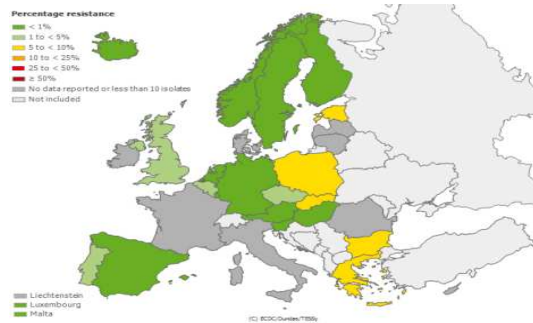 Percentage resistance
< 1%
1 to < 5%
5 to < 10%
10 to < 25%
25 to < 50%
≥ 50%
No data reported or less than 10 isolates
Not included
Liechtenstein
Luxembourg
Malta
(C) ECDC/Dundas/TESSy